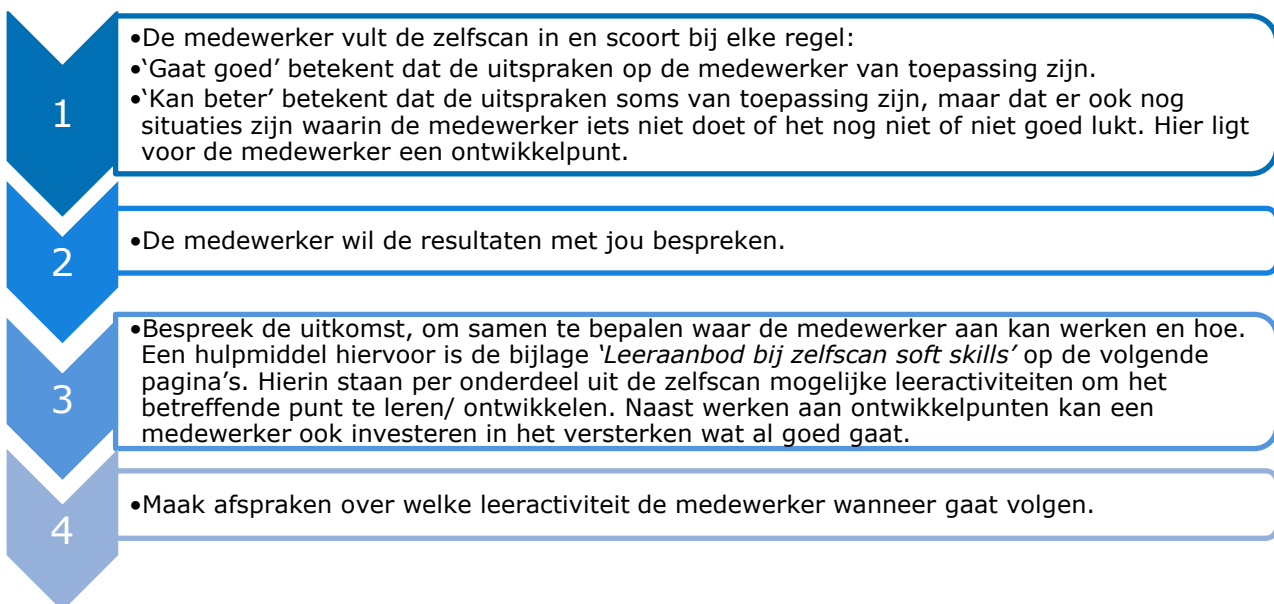 1
•De medewerker vult de zelfscan in en scoort bij elke regel:
•‘Gaat goed’ betekent dat de uitspraken op de medewerker van toepassing zijn.
•‘Kan beter’ betekent dat de uitspraken soms van toepassing zijn, maar dat er ook nog
situaties zijn waarin de medewerker iets niet doet of het nog niet of niet goed lukt. Hier ligt
voor de medewerker een ontwikkelpunt.
2
•De medewerker wil de resultaten met jou bespreken.
3
•Bespreek de uitkomst, om samen te bepalen waar de medewerker aan kan werken en hoe.
Een hulpmiddel hiervoor is de bijlage ‘Leeraanbod bij zelfscan soft skills’ op de volgende
pagina’s. Hierin staan per onderdeel uit de zelfscan mogelijke leeractiviteiten om het
betreffende punt te leren/ ontwikkelen. Naast werken aan ontwikkelpunten kan een
medewerker ook investeren in het versterken wat al goed gaat.
4
•Maak afspraken over welke leeractiviteit de medewerker wanneer gaat volgen.